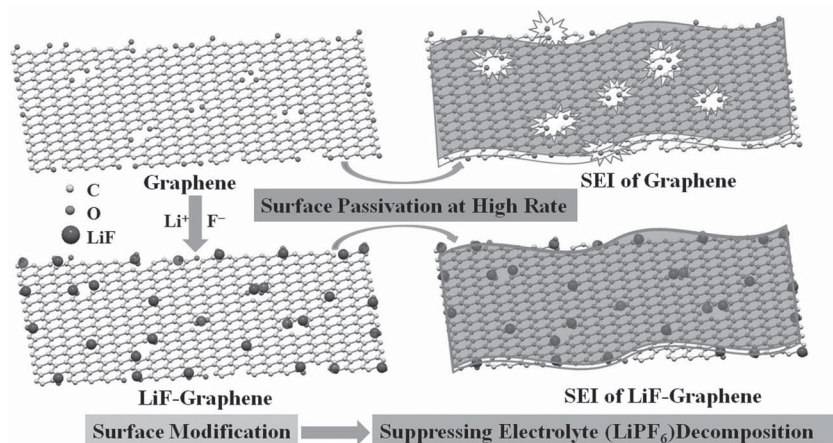 Graphene
SEI of Graphene
C
O
LiF
Li⁺ F⁻
Surface Passivation at High Rate
LiF-Graphene
SEI of LiF-Graphene
Surface Modification
Suppressing Electrolyte (LiPF₆)Decomposition